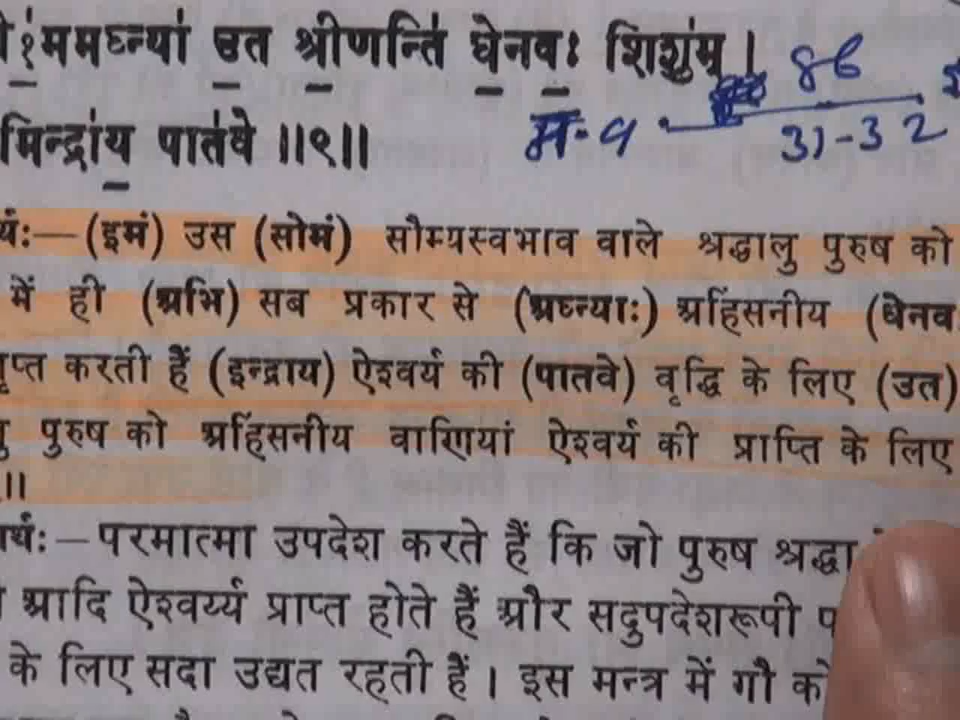 ममघ्न्या॑ उ॒त श्री॒णन्ति॑ धे॒नवः॒ शिशु॑म् । म. ९ 86
मिन्द्रा॑य॒ पात॑वे ॥९॥ 31-32
(इमं) उस (सोमं) सौम्यस्वभाव वाले श्रद्धालु पुरुष को
में ही (अभि) सब प्रकार से (अघ्न्याः) अहिंसनीय (धेनव
करती हैं (इन्द्राय) ऐश्वर्य की (पातवे) वृद्धि के लिए (उत)
पुरुष को अहिंसनीय वाणियां ऐश्वर्य की प्राप्ति के लिए
॥
र्थः—परमात्मा उपदेश करते हैं कि जो पुरुष श्रद्धा
आदि ऐश्वर्य्य प्राप्त होते हैं और सदुपदेशरूपी
के लिए सदा उद्यत रहती हैं । इस मन्त्र में गौ को